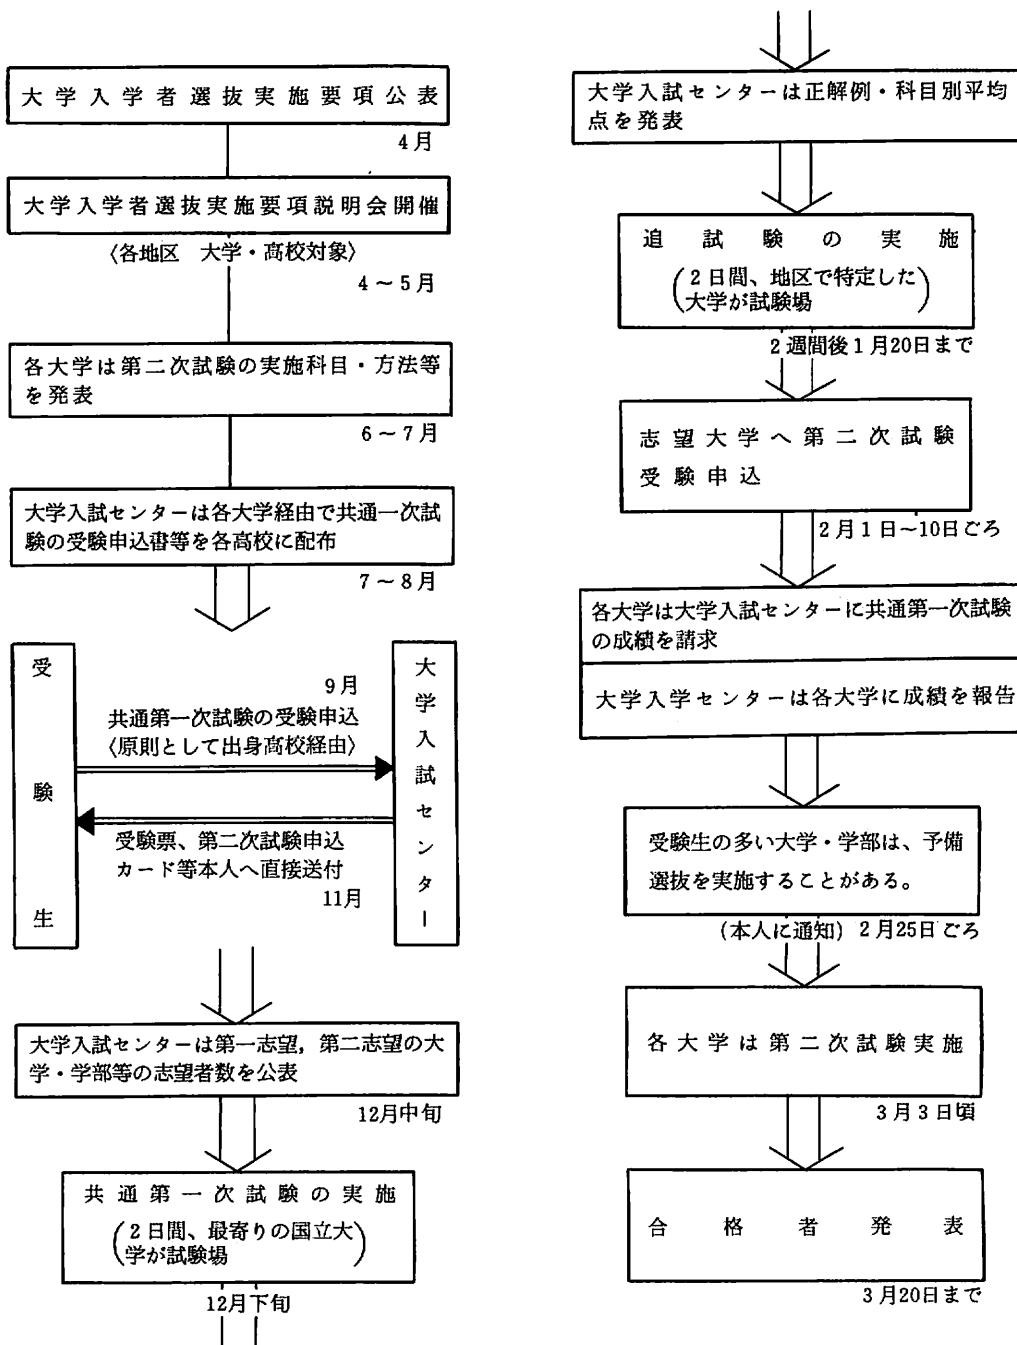 大学入学者選抜実施要項公表
4月
大学入学者選抜実施要項説明会開催
〈各地区 大学・高校対象〉
4～5月
各大学は第二次試験の実施科目・方法等
を発表
6～7月
大学入試センターは各大学経由で共通一次試
験の受験申込書等を各高校に配布
7～8月
受験生
9月
共通第一次試験の受験申込
〈原則として出身高校経由〉
受験票、第二次試験申込
カード等本人へ直接送付
11月
大学入試センター
大学入試センターは第一志望，第二志望の大
学・学部等の志望者数を公表
12月中旬
共通第一次試験の実施
(2日間、最寄りの国立大
学が試験場)
12月下旬
大学入試センターは正解例・科目別平均
点を発表
追試験の実施
(2日間、地区で特定した
大学が試験場)
2週間後1月20日まで
志望大学へ第二次試験
受験申込
2月1日～10日ごろ
各大学は大学入試センターに共通第一次試験
の成績を請求
大学入学センターは各大学に成績を報告
受験生の多い大学・学部は、予備
選抜を実施することがある。
(本人に通知) 2月25日ごろ
各大学は第二次試験実施
3月3日頃
合格者発表
3月20日まで